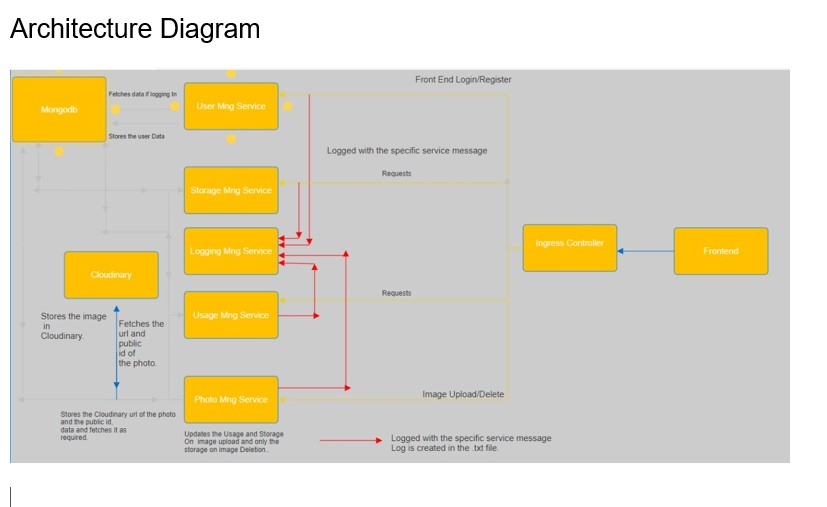 Architecture Diagram
Front End Login/Register
Mongodb
Fetches data if logging In
User Mng Service
Stores the user Data
Logged with the specific service message
Requests
Storage Mng Service
Logging Mng Service
Ingress Controller
Frontend
Cloudinary
Requests
Stores the image
in
Cloudinary.
Fetches the
url and
public
id of
the photo.
Usage Mng Service
Image Upload/Delete
Photo Mng Service
Stores the Cloudinary url of the photo
and the public id,
data and fetches it as
required.
Updates the Usage and Storage
On image upload and only the
storage on image Deletion..
Logged with the specific service message
Log is created in the .txt file.